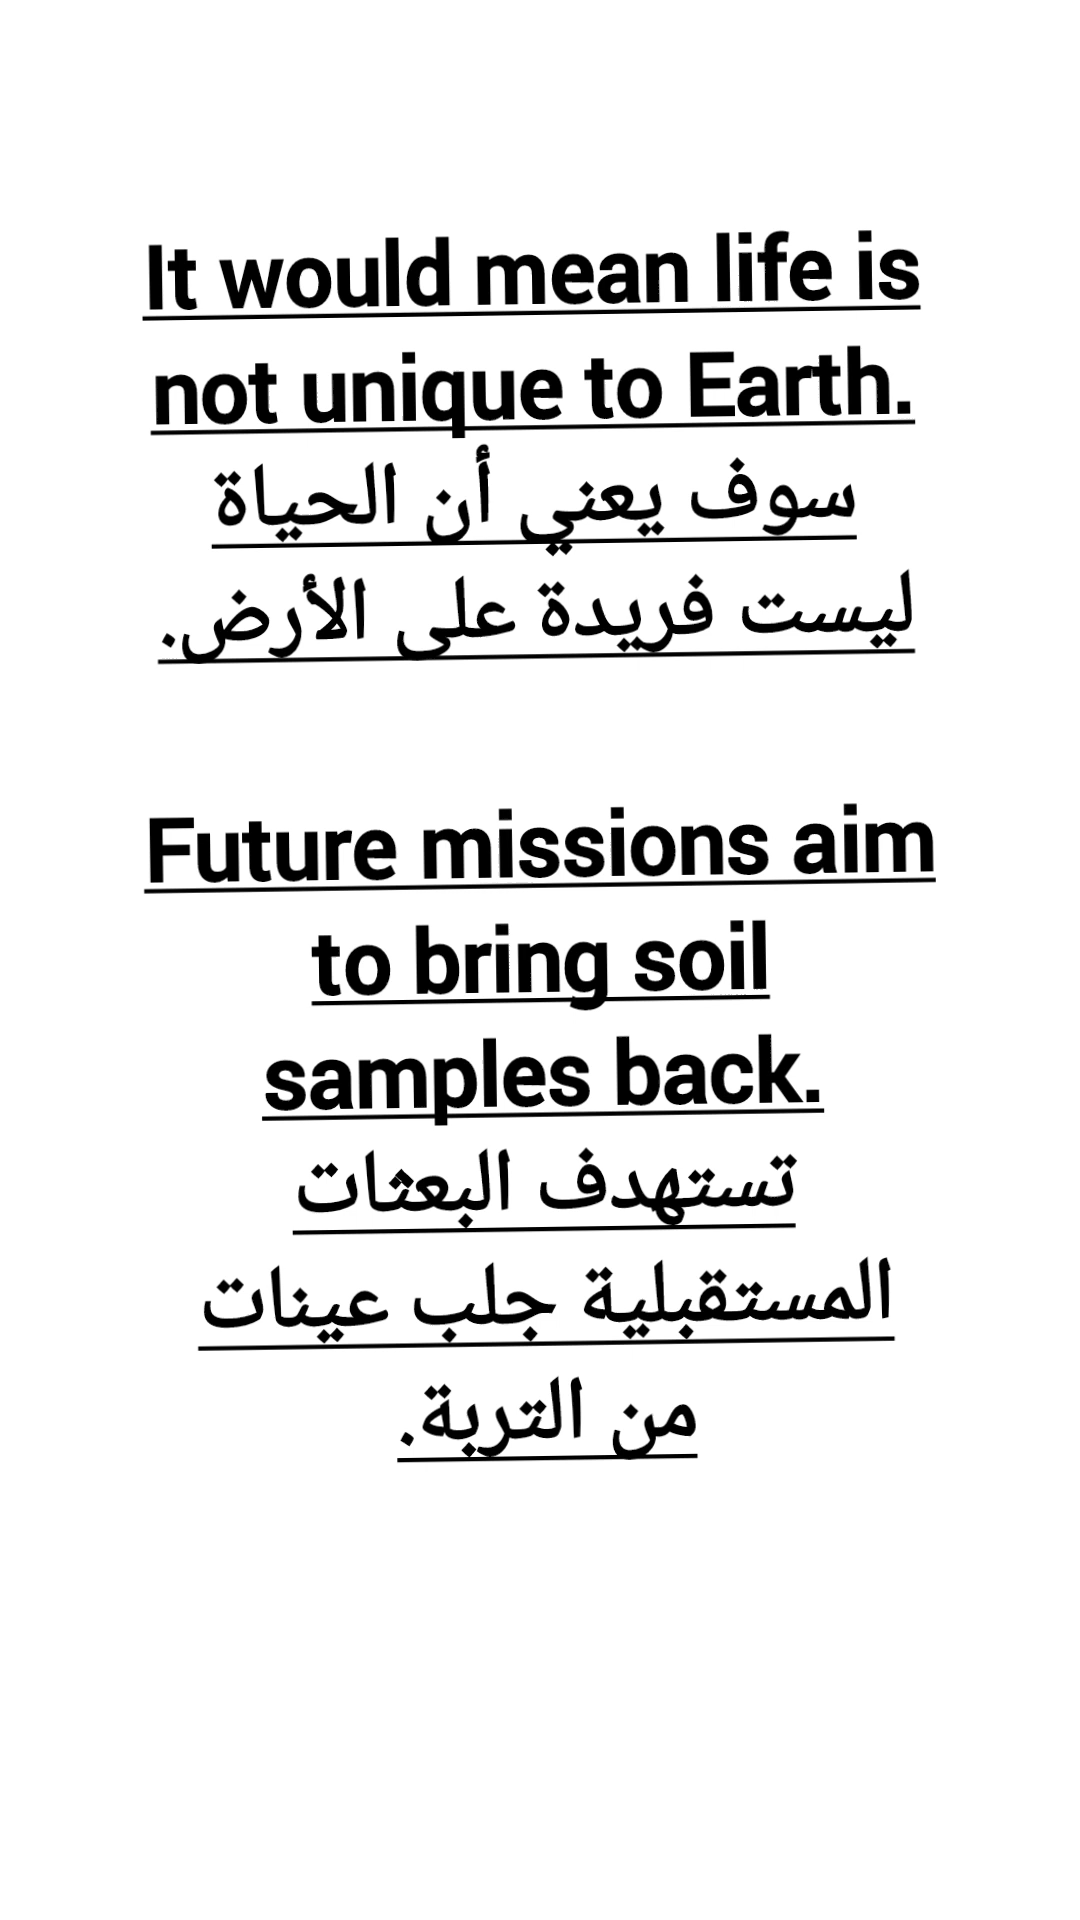 It would mean life is
not unique to Earth.
سوف يعني أن الحياة
ليست فريدة على الأرض.
Future missions aim
to bring soil
samples back.
تستهدف البعثات
المستقبلية جلب عينات
من التربة.